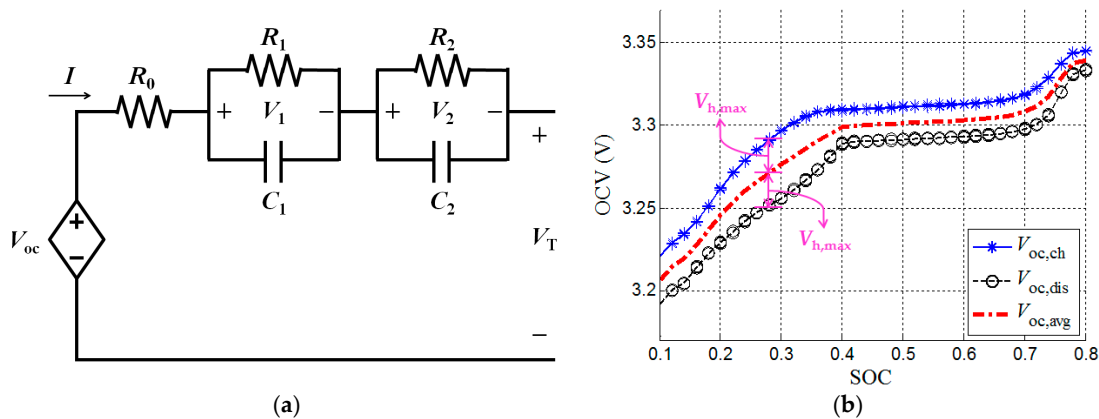 I
R0
R1
+ V1 −
C1
R2
+ V2 −
C2
+
Voc
+
−
VT
−
(a)
OCV (V)
3.35
3.3
3.25
3.2
Vh,max
Vh,max
Voc,ch
Voc,dis
Voc,avg
0.1 0.2 0.3 0.4 0.5 0.6 0.7 0.8
SOC
(b)